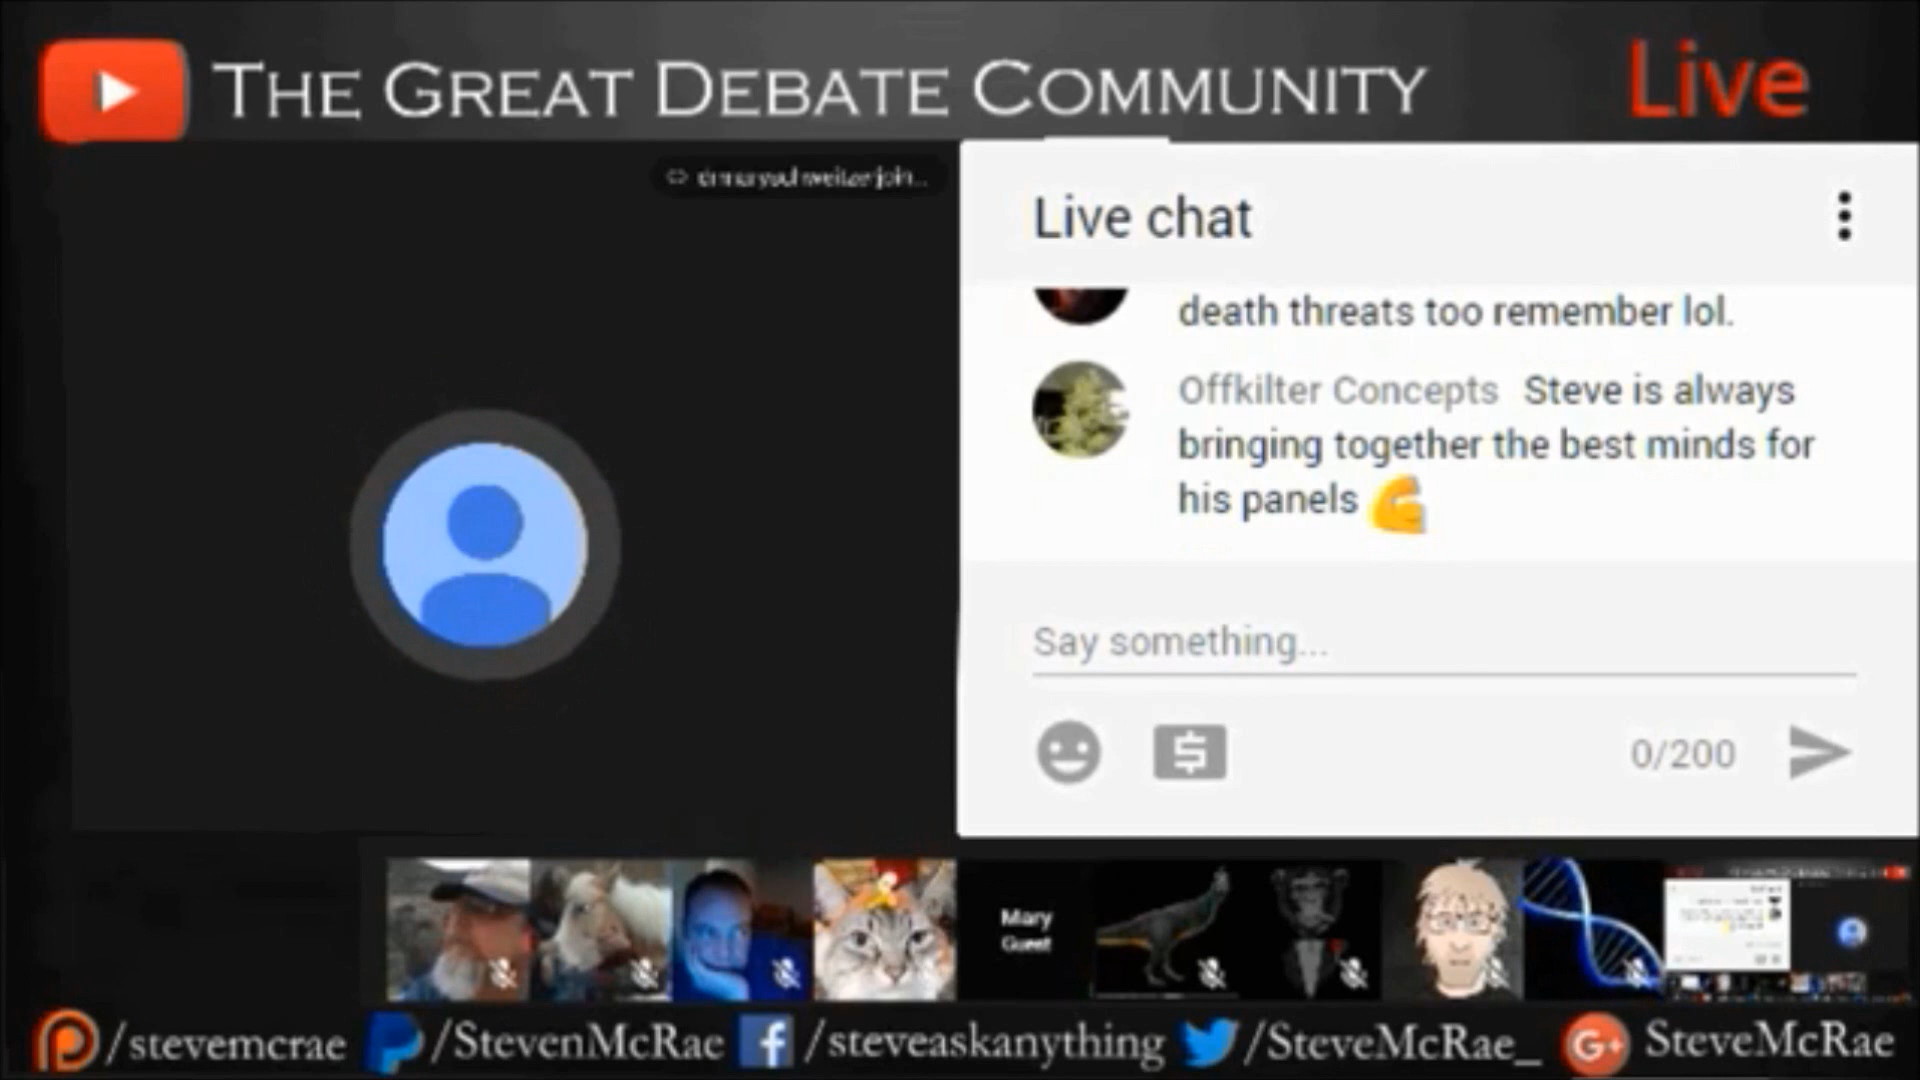 THE GREAT DEBATE COMMUNITY
Live
Live chat
death threats too remember lol.
Offkilter Concepts Steve is always
bringing together the best minds for
his panels
Say something...
0/200
Mary
Guest
/stevemcrae
/StevenMcRae
/steveaskanything
/SteveMcRae_
G+
SteveMcRae